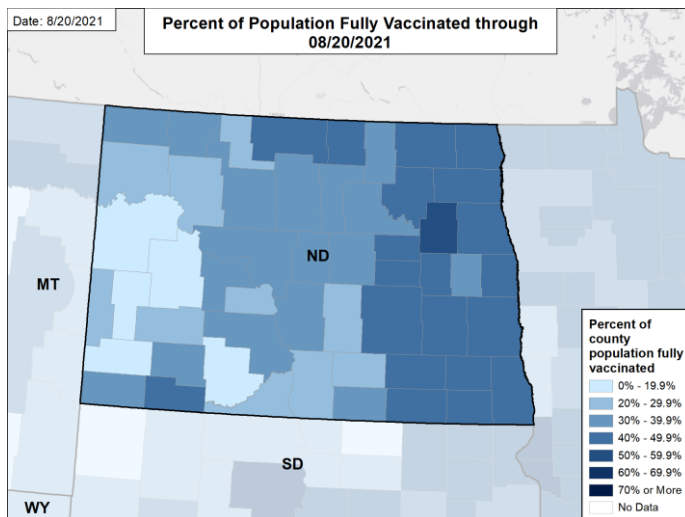 Date: 8/20/2021
Percent of Population Fully Vaccinated through
08/20/2021
ND
MT
SD
WY
Percent of
county
population fully
vaccinated
0% - 19.9%
20% - 29.9%
30% - 39.9%
40% - 49.9%
50% - 59.9%
60% - 69.9%
70% or More
No Data